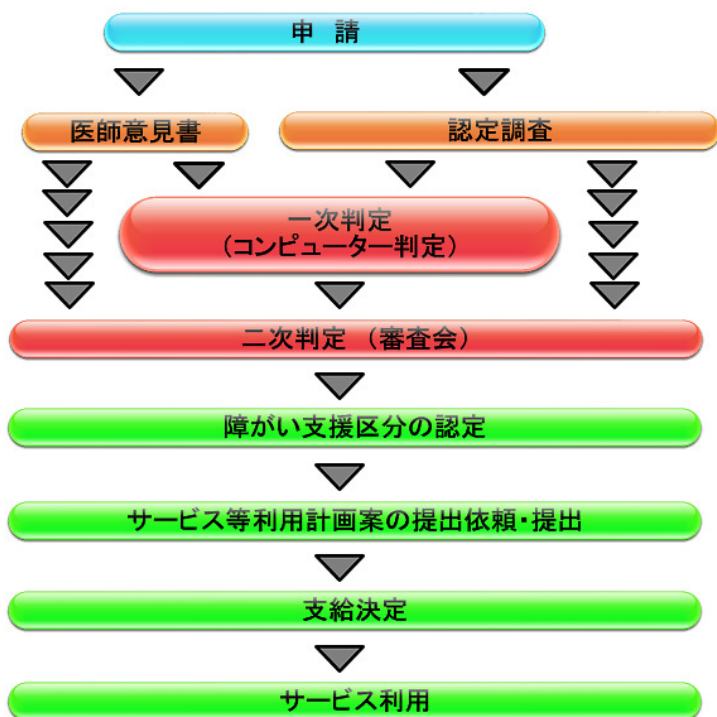 申 請
医師意見書
認定調査
一次判定
(コンピューター判定)
二次判定 (審査会)
障がい支援区分の認定
サービス等利用計画案の提出依頼・提出
支給決定
サービス利用